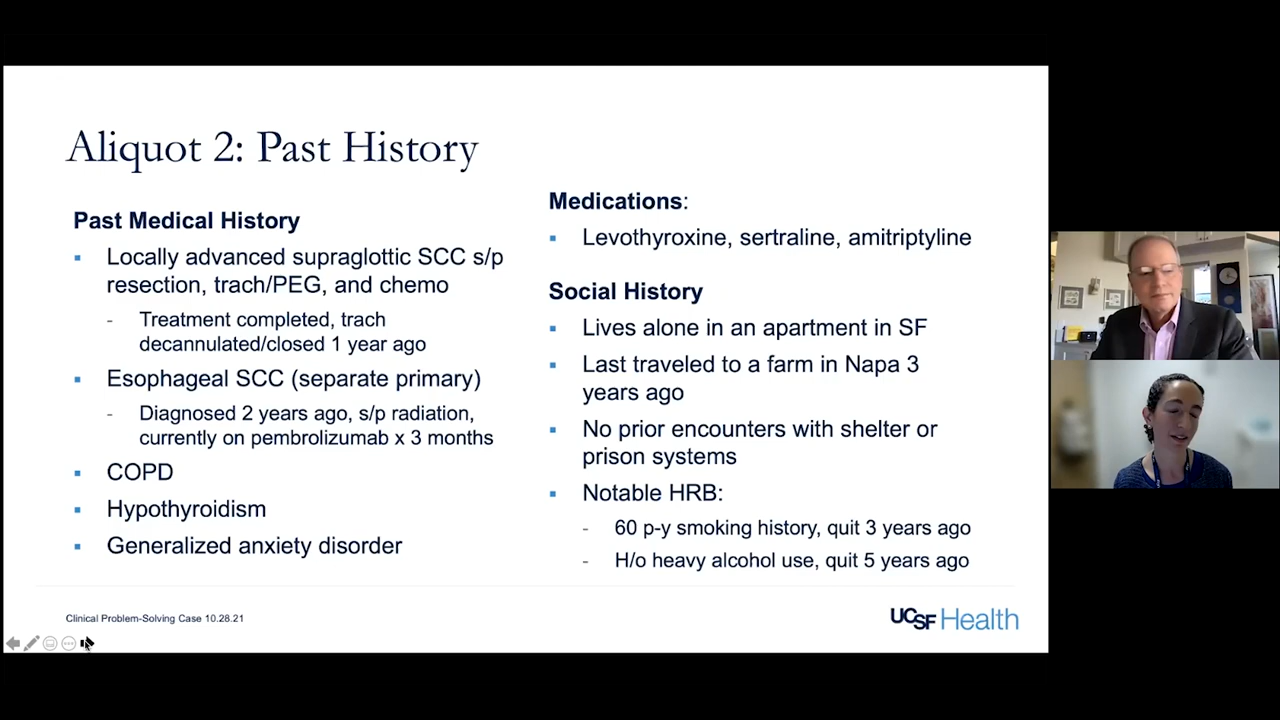 Aliquot 2: Past History
Past Medical History
▪ Locally advanced supraglottic SCC s/p
resection, trach/PEG, and chemo
- Treatment completed, trach
decannulated/closed 1 year ago
▪ Esophageal SCC (separate primary)
- Diagnosed 2 years ago, s/p radiation,
currently on pembrolizumab x 3 months
▪ COPD
▪ Hypothyroidism
▪ Generalized anxiety disorder
Medications:
▪ Levothyroxine, sertraline, amitriptyline
Social History
▪ Lives alone in an apartment in SF
▪ Last traveled to a farm in Napa 3
years ago
▪ No prior encounters with shelter or
prison systems
▪ Notable HRB:
- 60 p-y smoking history, quit 3 years ago
- H/o heavy alcohol use, quit 5 years ago
Clinical Problem-Solving Case 10.28.21
UCSF Health